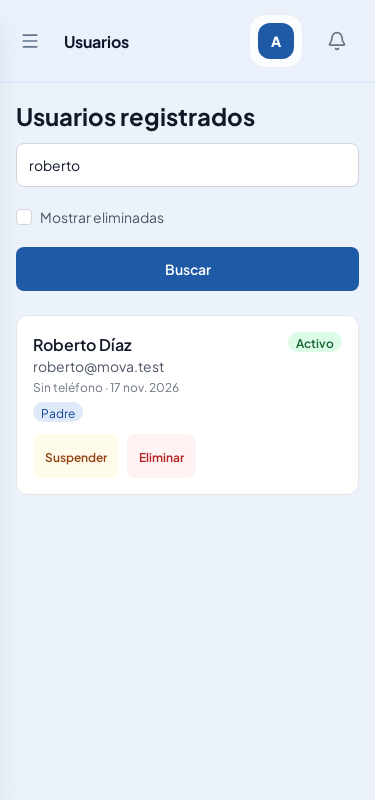 Usuarios
A
Usuarios registrados
roberto
Mostrar eliminadas
Buscar
Roberto Díaz
Activo
roberto@mova.test
Sin teléfono · 17 nov. 2026
Padre
Suspender
Eliminar